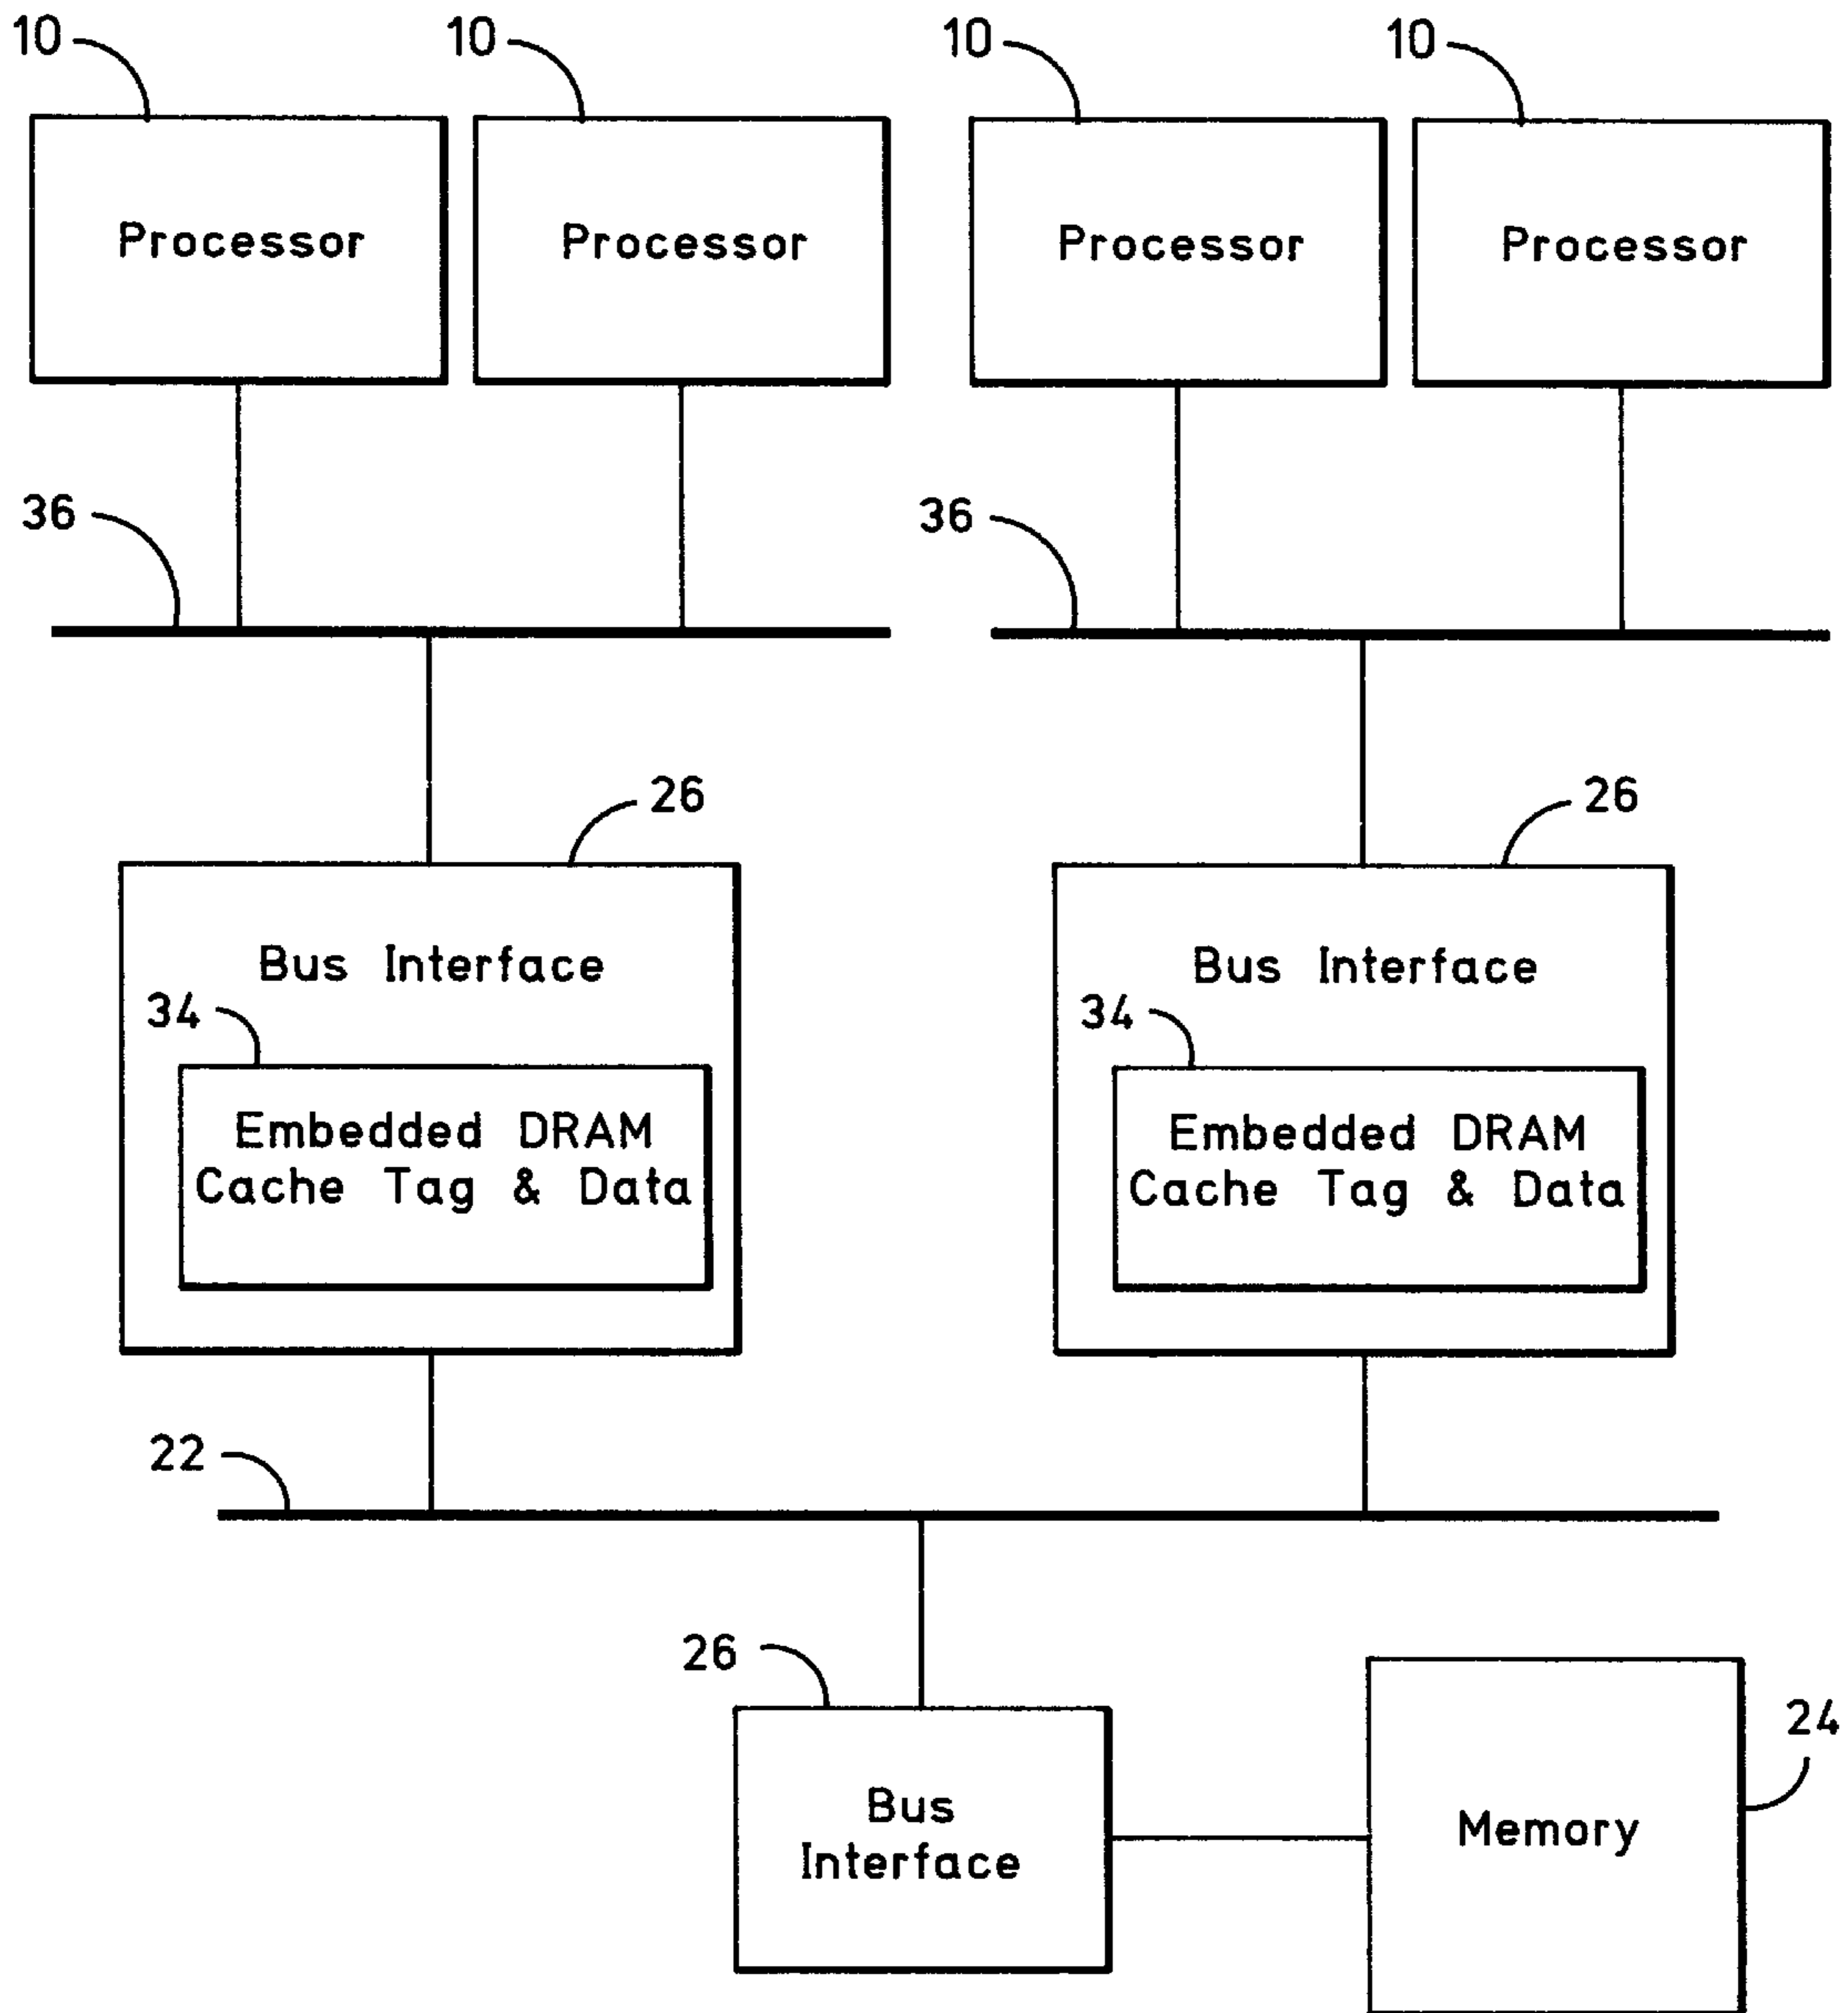 10 10 10 10
Processor Processor Processor Processor
36 36
26 26
Bus Interface Bus Interface
34 34
Embedded DRAM Embedded DRAM
Cache Tag & Data Cache Tag & Data
22
26
24
Bus
Interface
Memory